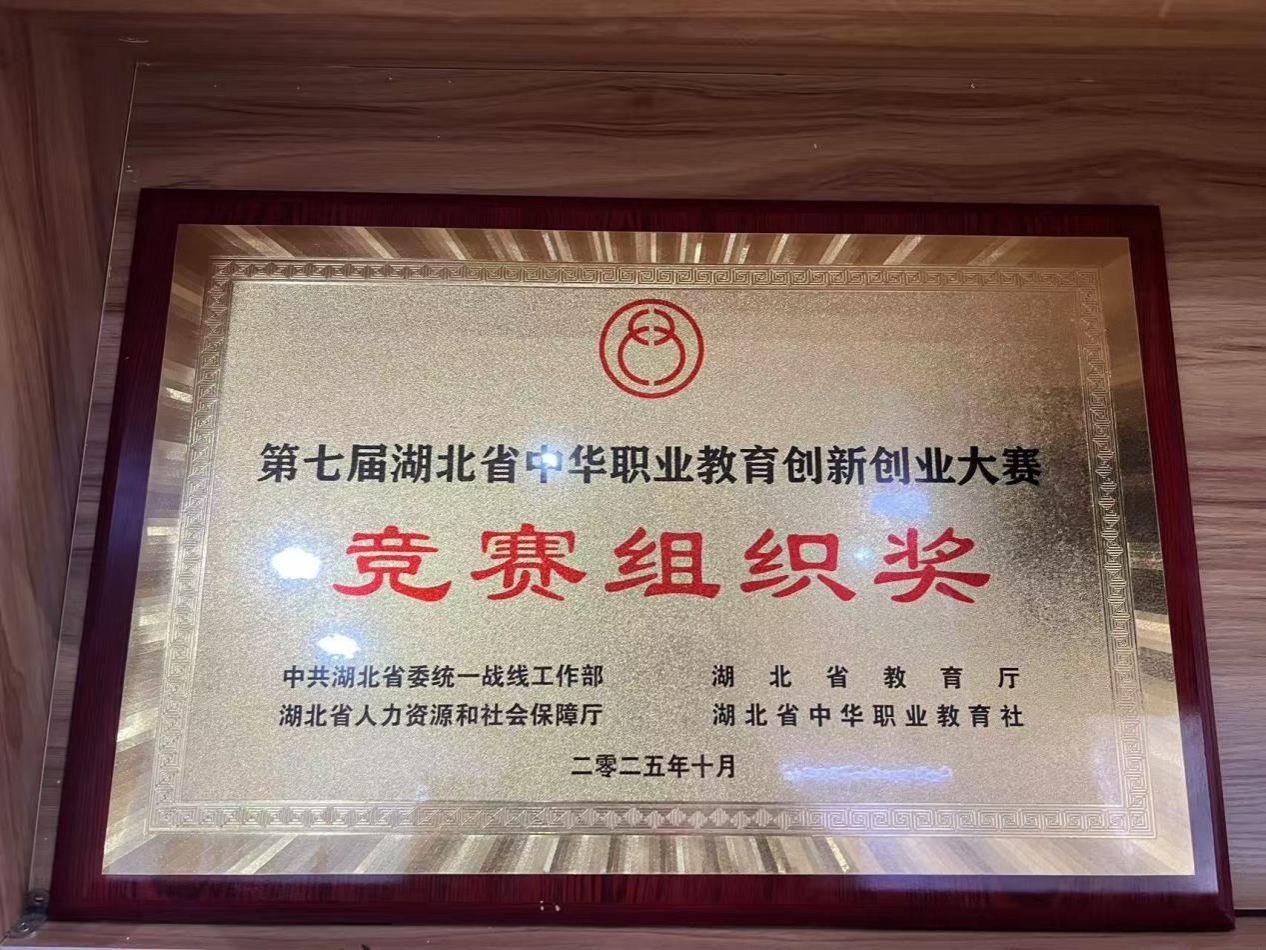 第七届湖北省中华职业教育创新创业大赛
竞赛组织奖
中共湖北省委统一战线工作部 湖北省教育厅
湖北省人力资源和社会保障厅 湖北省中华职业教育社
二零二五年十月